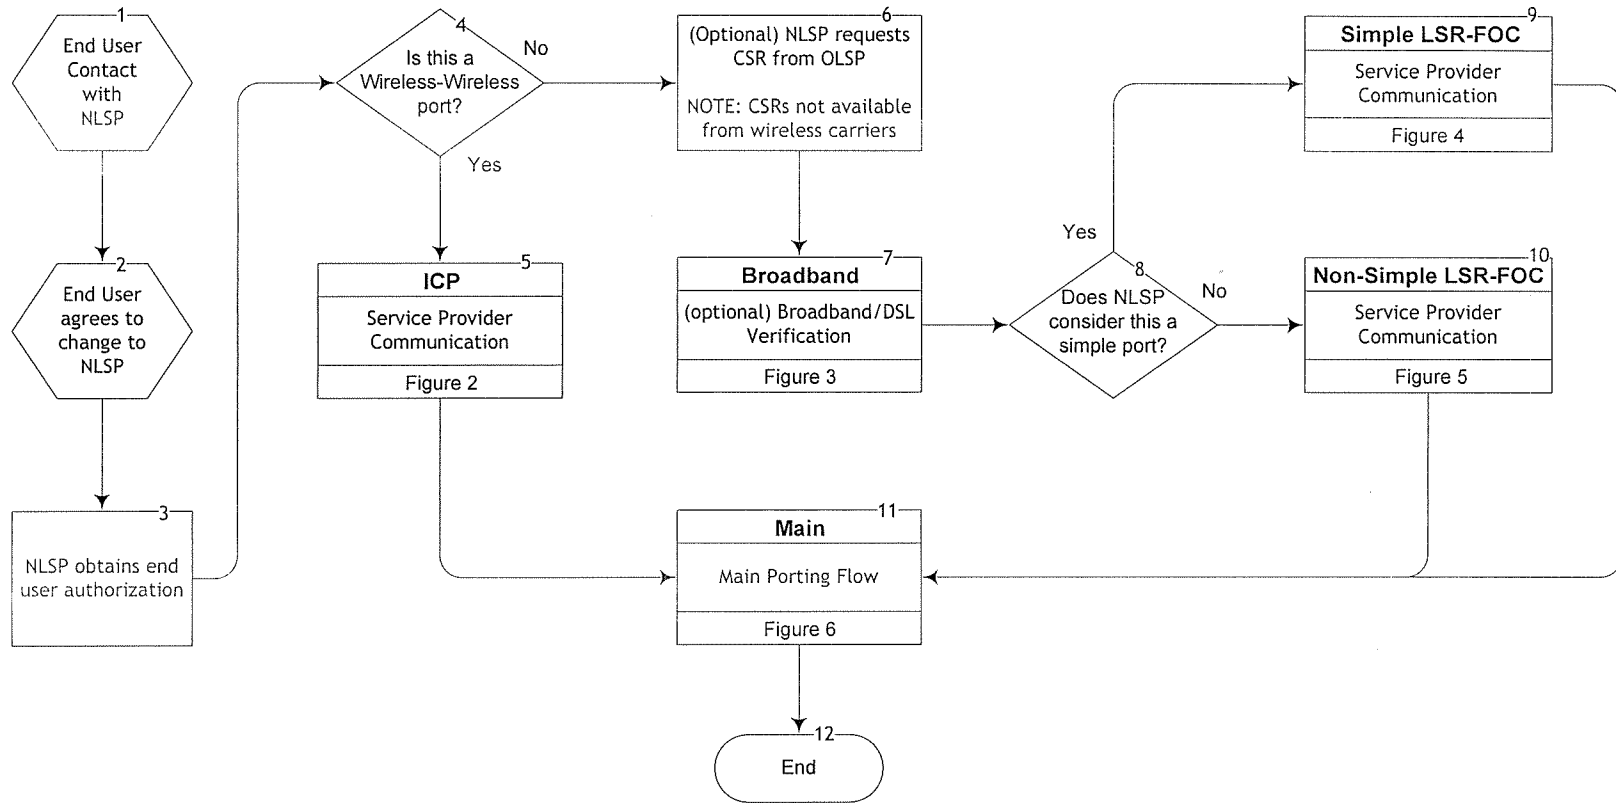 1
End User
Contact
with
NLSP
2
End User
agrees to
change to
NLSP
3
NLSP obtains end
user authorization
4
Is this a
Wireless-Wireless
port?
No
Yes
5
ICP
Service Provider
Communication
Figure 2
6
(Optional) NLSP requests
CSR from OLSP
NOTE: CSRs not available
from wireless carriers
7
Broadband
(optional) Broadband/DSL
Verification
Figure 3
8
Does NLSP
consider this a
simple port?
Yes
No
9
Simple LSR-FOC
Service Provider
Communication
Figure 4
10
Non-Simple LSR-FOC
Service Provider
Communication
Figure 5
11
Main
Main Porting Flow
Figure 6
12
End